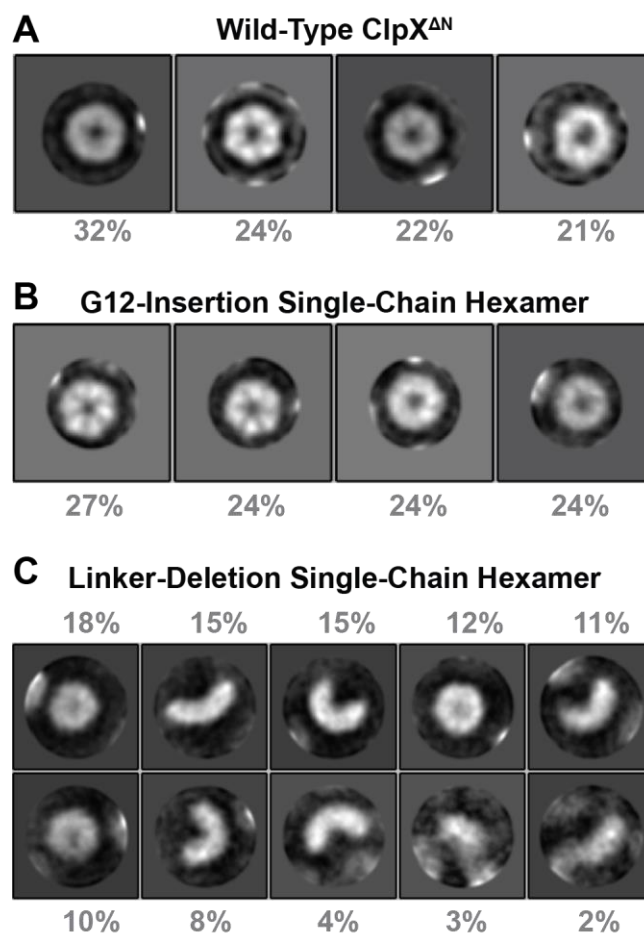 A Wild-Type ClpX^ΔN
32% 24% 22% 21%
B G12-Insertion Single-Chain Hexamer
27% 24% 24% 24%
C Linker-Deletion Single-Chain Hexamer
18% 15% 15% 12% 11%
10% 8% 4% 3% 2%